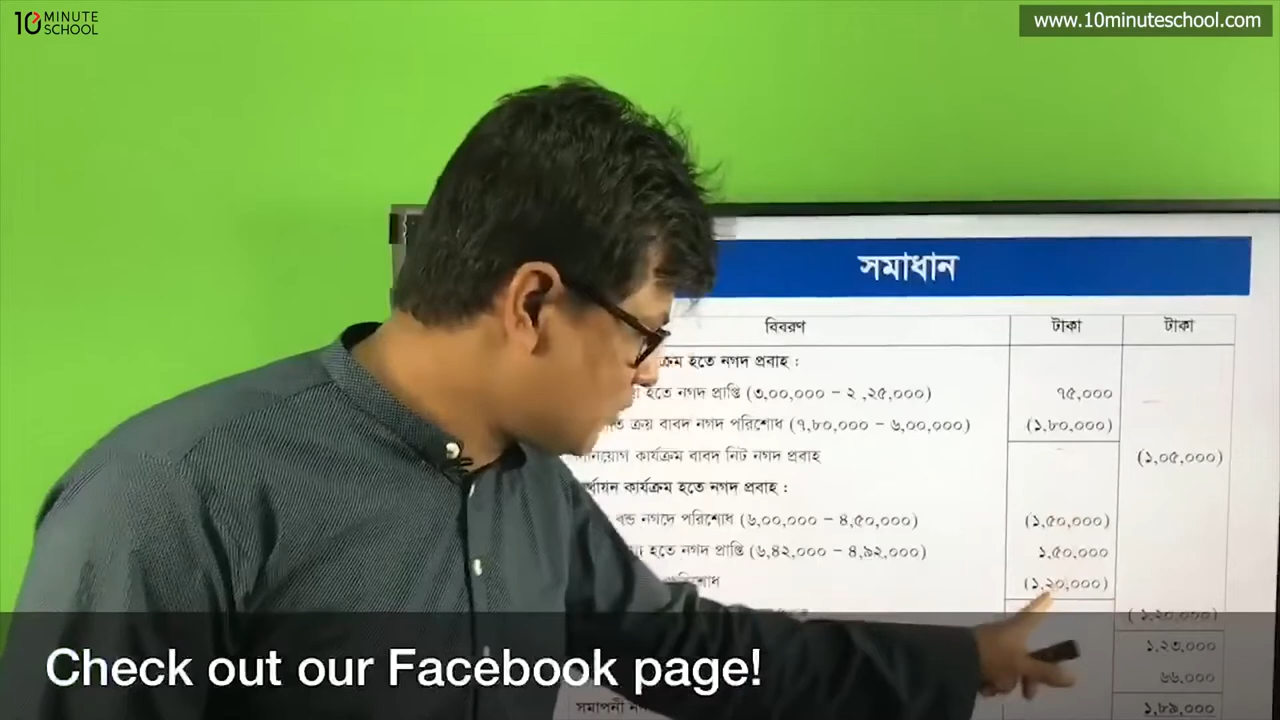 10 MINUTE SCHOOL
www.10minuteschool.com
সমাধান
বিবরণ টাকা টাকা
হতে নগদ প্রবাহ :
হতে নগদ প্রাপ্তি (৩,০০,০০০ – ২,২৫,০০০) ৭৫,০০০
ক্রয় বাবদ নগদ পরিশোধ (৭,৮০,০০০ – ৬,০০,০০০) (১,৮০,০০০)
কার্যক্রম বাবদ নিট নগদ প্রবাহ (১,০৫,০০০)
কার্যক্রম হতে নগদ প্রবাহ :
বন্ড নগদে পরিশোধ (৬,০০,০০০ – ৪,৫০,০০০) (১,৫০,০০০)
হতে নগদ প্রাপ্তি (৬,৪২,০০০ – ৪,৯২,০০০) ১,৫০,০০০
(১,২০,০০০)
(১,২০,০০০)
১,২৩,০০০
৬৬,০০০
সমাপনী ১,৮৯,০০০
Check out our Facebook page!